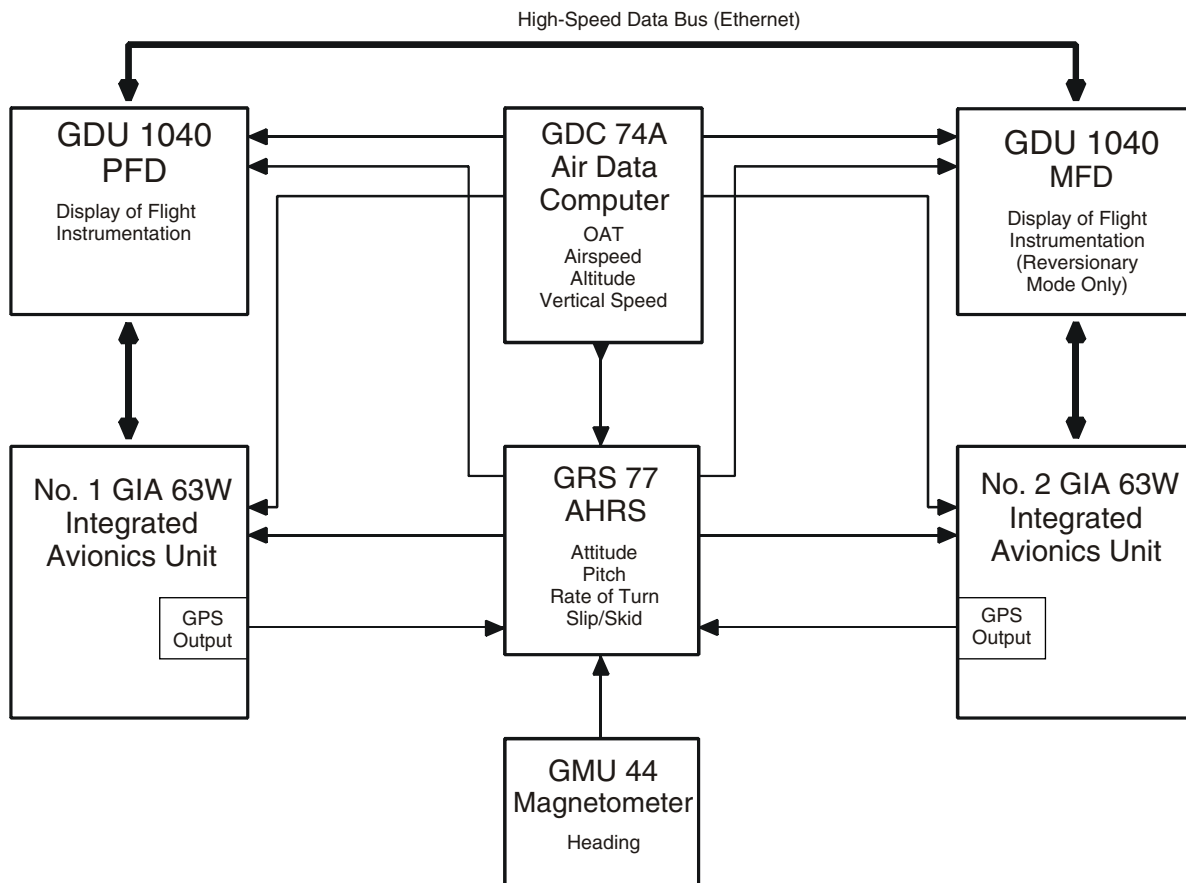 High-Speed Data Bus (Ethernet)
GDU 1040
PFD
Display of Flight
Instrumentation
GDC 74A
Air Data
Computer
OAT
Airspeed
Altitude
Vertical Speed
GDU 1040
MFD
Display of Flight
Instrumentation
(Reversionary
Mode Only)
No. 1 GIA 63W
Integrated
Avionics Unit
GPS
Output
GRS 77
AHRS
Attitude
Pitch
Rate of Turn
Slip/Skid
No. 2 GIA 63W
Integrated
Avionics Unit
GPS
Output
GMU 44
Magnetometer
Heading